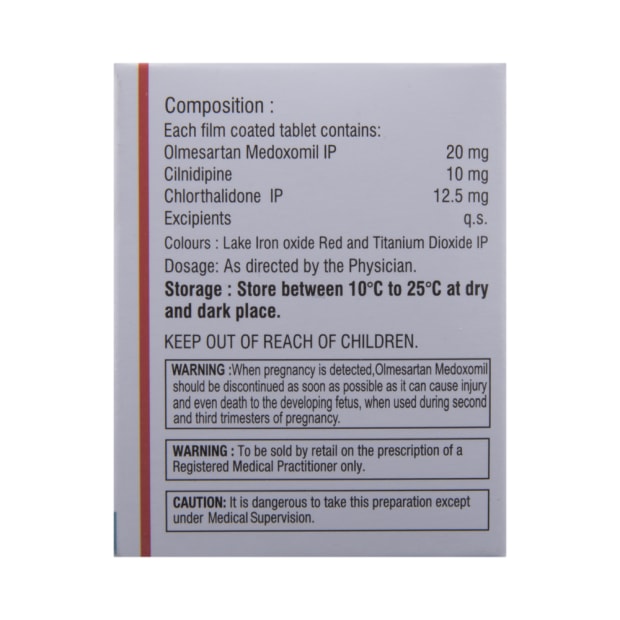 Composition :
Each film coated tablet contains:
Olmesartan Medoxomil IP 20 mg
Cilnidipine 10 mg
Chlorthalidone IP 12.5 mg
Excipients q.s.
Colours : Lake Iron oxide Red and Titanium Dioxide IP
Dosage: As directed by the Physician.
Storage : Store between 10°C to 25°C at dry
and dark place.
KEEP OUT OF REACH OF CHILDREN.
WARNING :When pregnancy is detected,Olmesartan Medoxomil
should be discontinued as soon as possible as it can cause injury
and even death to the developing fetus, when used during second
and third trimesters of pregnancy.
WARNING : To be sold by retail on the prescription of a
Registered Medical Practitioner only.
CAUTION: It is dangerous to take this preparation except
under Medical Supervision.